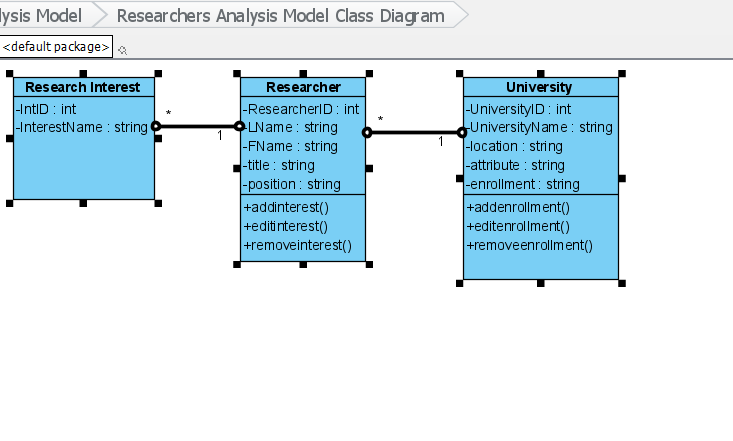 lysis Model
Researchers Analysis Model Class Diagram
<default package>
Research Interest
-IntID : int
-InterestName : string
*
1
Researcher
-ResearcherID : int
-LName : string
-FName : string
-title : string
-position : string
+addinterest()
+editinterest()
+removeinterest()
*
1
University
-UniversityID : int
-UniversityName : string
-location : string
-attribute : string
-enrollment : string
+addenrollment()
+editenrollment()
+removeenrollment()